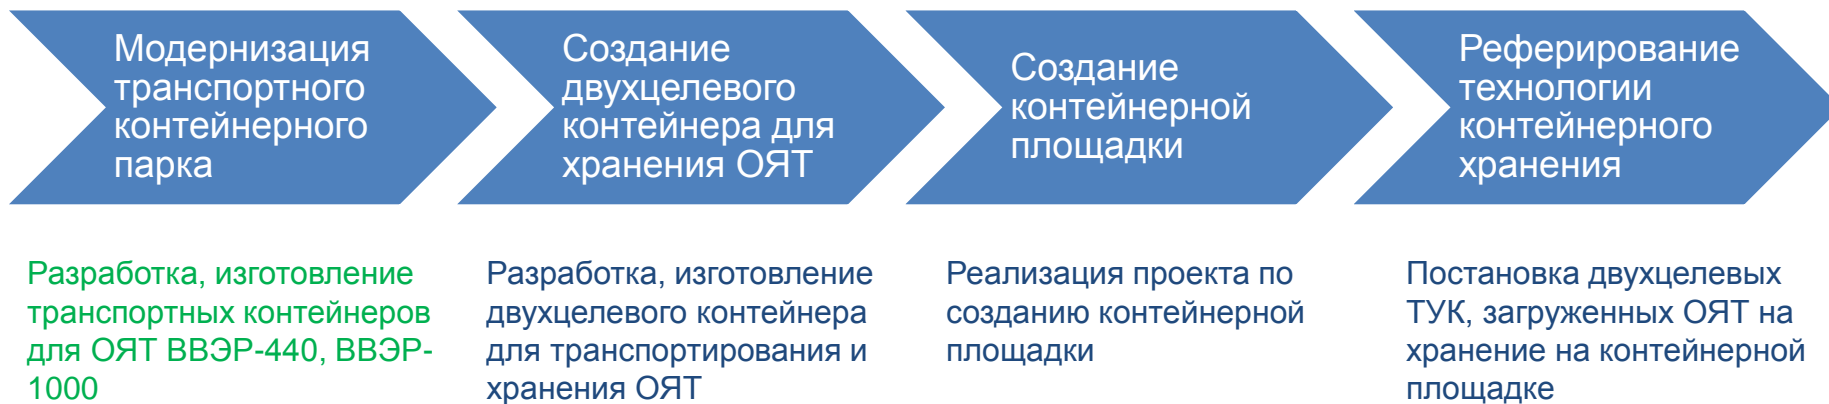 Модернизация
транспортного
контейнерного
парка
Создание
двухцелевого
контейнера для
хранения ОЯТ
Создание
контейнерной
площадки
Реферирование
технологии
контейнерного
хранения
Разработка, изготовление
транспортных контейнеров
для ОЯТ ВВЭР-440, ВВЭР-
1000
Разработка, изготовление
двухцелевого контейнера
для транспортирования и
хранения ОЯТ
Реализация проекта по
созданию контейнерной
площадки
Постановка двухцелевых
ТУК, загруженных ОЯТ на
хранение на контейнерной
площадке